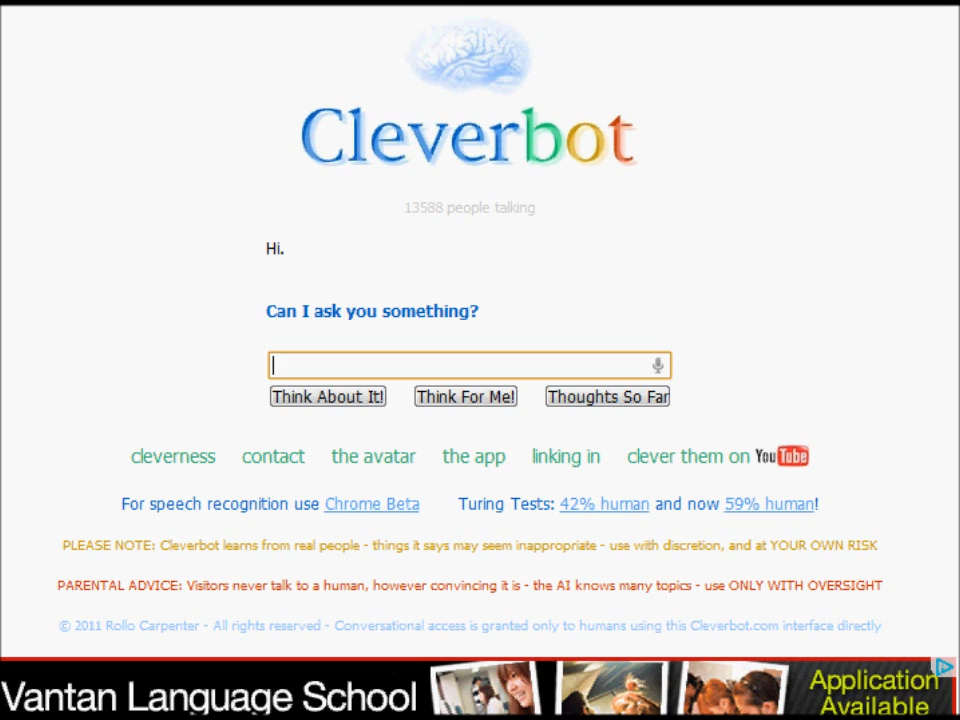 Cleverbot
13588 people talking
Hi.
Can I ask you something?
Think About It! Think For Me! Thoughts So Far
cleverness contact the avatar the app linking in clever them on YouTube
For speech recognition use Chrome Beta Turing Tests: 42% human and now 59% human!
PLEASE NOTE: Cleverbot learns from real people - things it says may seem inappropriate - use with discretion, and at YOUR OWN RISK
PARENTAL ADVICE: Visitors never talk to a human, however convincing it is - the AI knows many topics - use ONLY WITH OVERSIGHT
© 2011 Rollo Carpenter - All rights reserved - Conversational access is granted only to humans using this Cleverbot.com interface directly
Vantan Language School
Application
Available